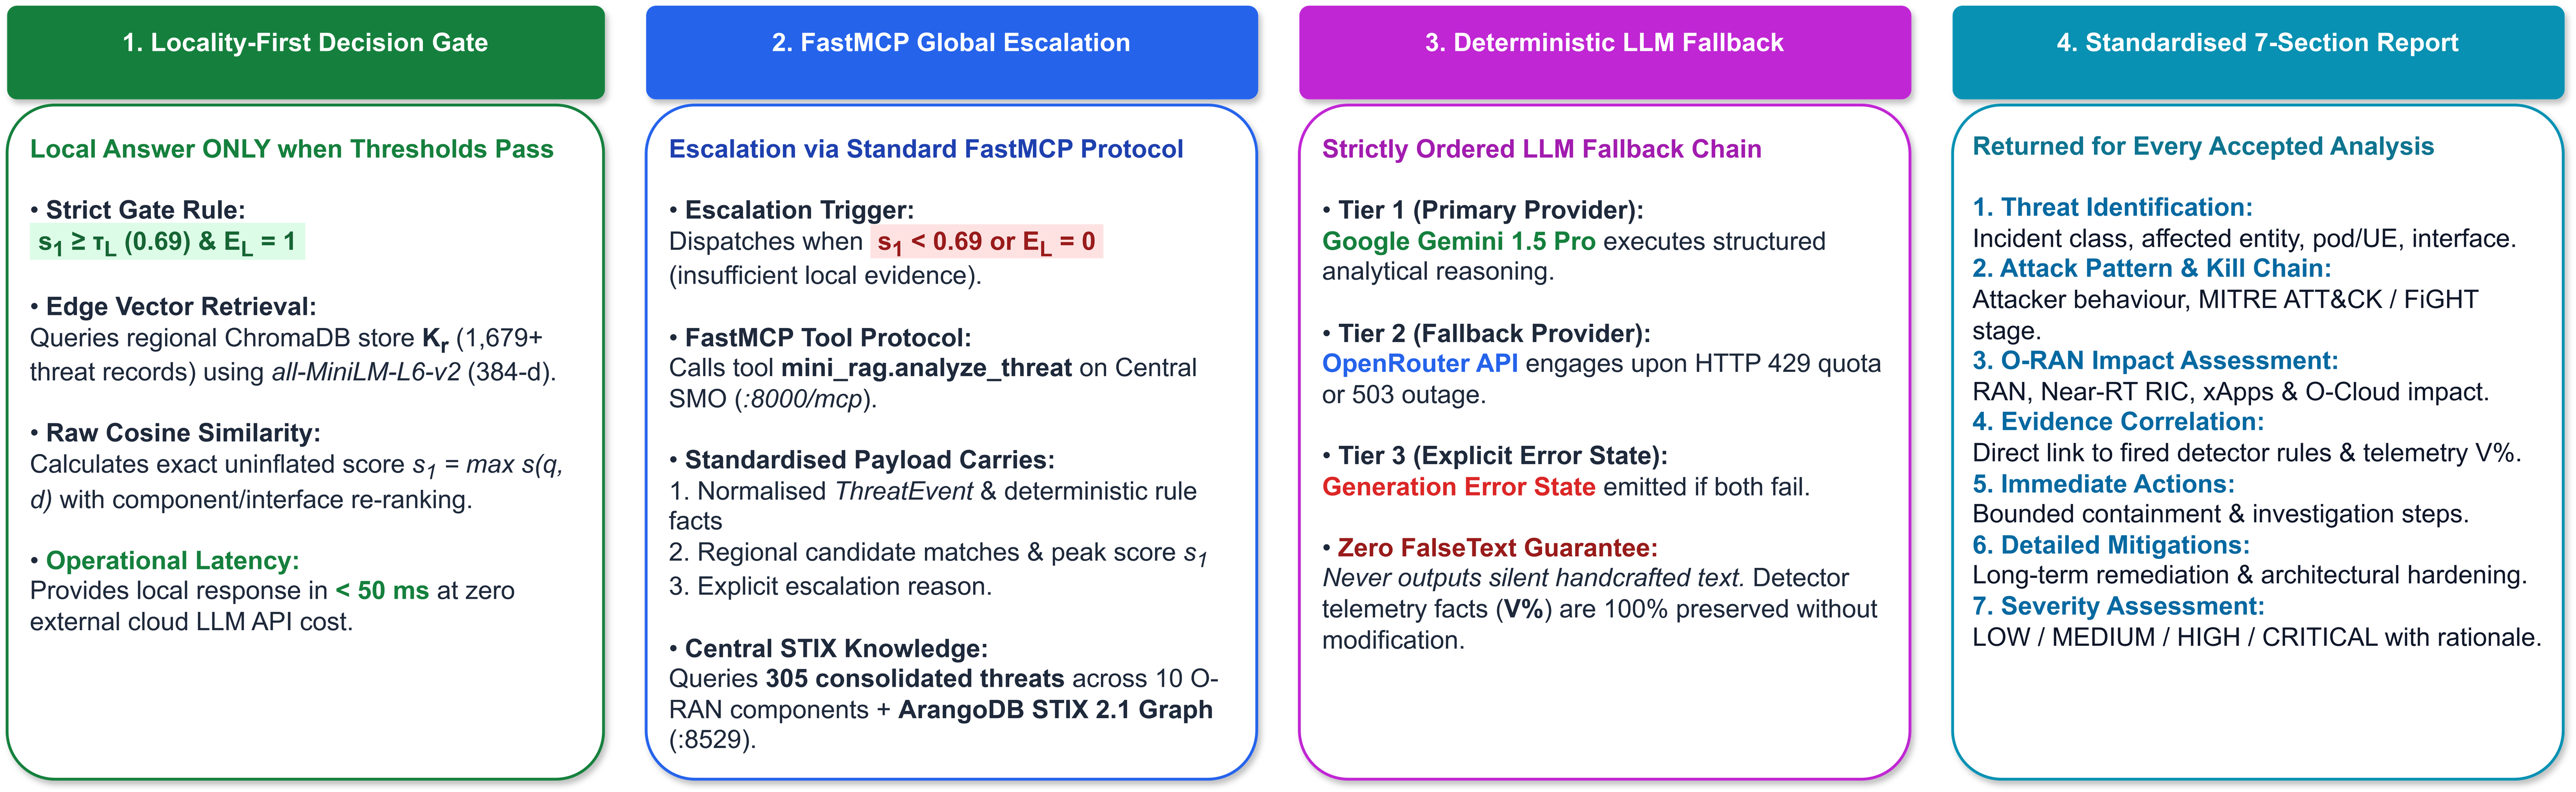 1. Locality-First Decision Gate
Local Answer ONLY when Thresholds Pass
• Strict Gate Rule:
s1 ≥ τL (0.69) & EL = 1
• Edge Vector Retrieval:
Queries regional ChromaDB store Kr (1,679+
threat records) using all-MiniLM-L6-v2 (384-d).
• Raw Cosine Similarity:
Calculates exact uninflated score s1 = max s(q,
d) with component/interface re-ranking.
• Operational Latency:
Provides local response in < 50 ms at zero
external cloud LLM API cost.
2. FastMCP Global Escalation
Escalation via Standard FastMCP Protocol
• Escalation Trigger:
Dispatches when s1 < 0.69 or EL = 0
(insufficient local evidence).
• FastMCP Tool Protocol:
Calls tool mini_rag.analyze_threat on Central
SMO (:8000/mcp).
• Standardised Payload Carries:
1. Normalised ThreatEvent & deterministic rule
facts
2. Regional candidate matches & peak score s1
3. Explicit escalation reason.
• Central STIX Knowledge:
Queries 305 consolidated threats across 10 O-
RAN components + ArangoDB STIX 2.1 Graph
(:8529).
3. Deterministic LLM Fallback
Strictly Ordered LLM Fallback Chain
• Tier 1 (Primary Provider):
Google Gemini 1.5 Pro executes structured
analytical reasoning.
• Tier 2 (Fallback Provider):
OpenRouter API engages upon HTTP 429 quota
or 503 outage.
• Tier 3 (Explicit Error State):
Generation Error State emitted if both fail.
• Zero FalseText Guarantee:
Never outputs silent handcrafted text. Detector
telemetry facts (V%) are 100% preserved without
modification.
4. Standardised 7-Section Report
Returned for Every Accepted Analysis
1. Threat Identification:
Incident class, affected entity, pod/UE, interface.
2. Attack Pattern & Kill Chain:
Attacker behaviour, MITRE ATT&CK / FiGHT
stage.
3. O-RAN Impact Assessment:
RAN, Near-RT RIC, xApps & O-Cloud impact.
4. Evidence Correlation:
Direct link to fired detector rules & telemetry V%.
5. Immediate Actions:
Bounded containment & investigation steps.
6. Detailed Mitigations:
Long-term remediation & architectural hardening.
7. Severity Assessment:
LOW / MEDIUM / HIGH / CRITICAL with rationale.